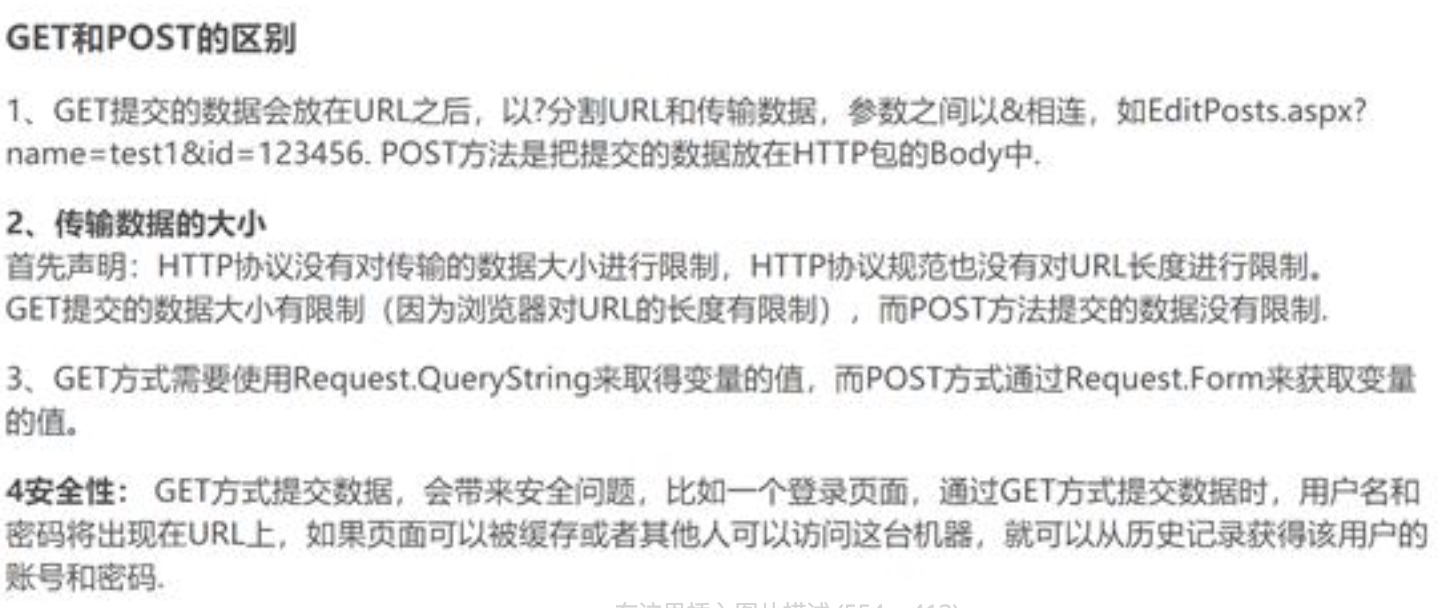 GET和POST的区别
1、GET提交的数据会放在URL之后，以?分割URL和传输数据，参数之间以&相连，如EditPosts.aspx?
name=test1&id=123456. POST方法是把提交的数据放在HTTP包的Body中.
2、传输数据的大小
首先声明：HTTP协议没有对传输的数据大小进行限制，HTTP协议规范也没有对URL长度进行限制。
GET提交的数据大小有限制（因为浏览器对URL的长度有限制），而POST方法提交的数据没有限制.
3、GET方式需要使用Request.QueryString来取得变量的值，而POST方式通过Request.Form来获取变量
的值。
4安全性： GET方式提交数据，会带来安全问题，比如一个登录页面，通过GET方式提交数据时，用户名和
密码将出现在URL上，如果页面可以被缓存或者其他人可以访问这台机器，就可以从历史记录获得该用户的
账号和密码.